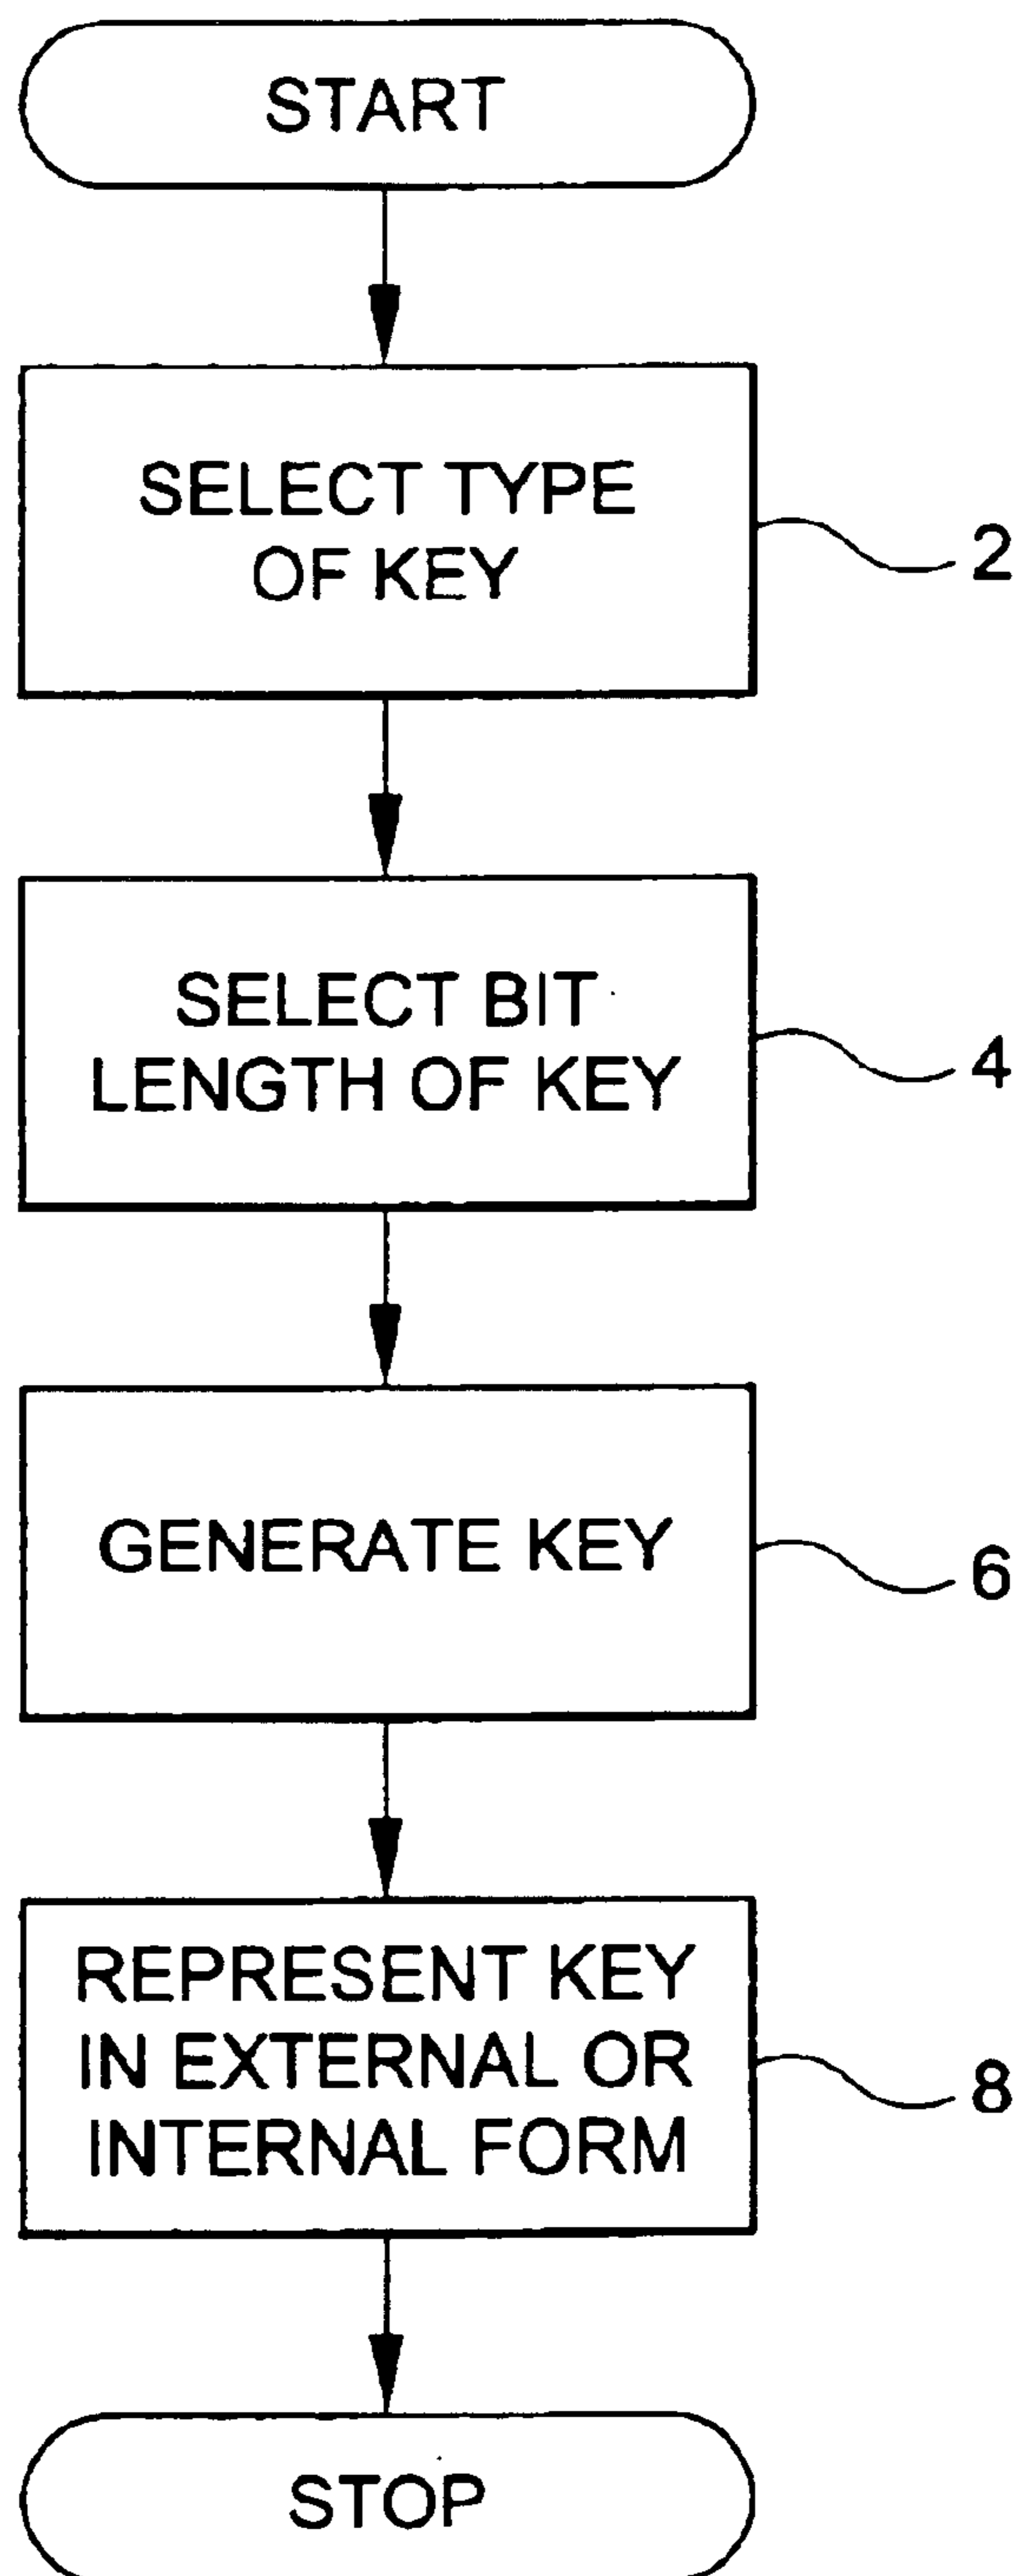 START
SELECT TYPE
OF KEY
2
SELECT BIT
LENGTH OF KEY
4
GENERATE KEY
6
REPRESENT KEY
IN EXTERNAL OR
INTERNAL FORM
8
STOP